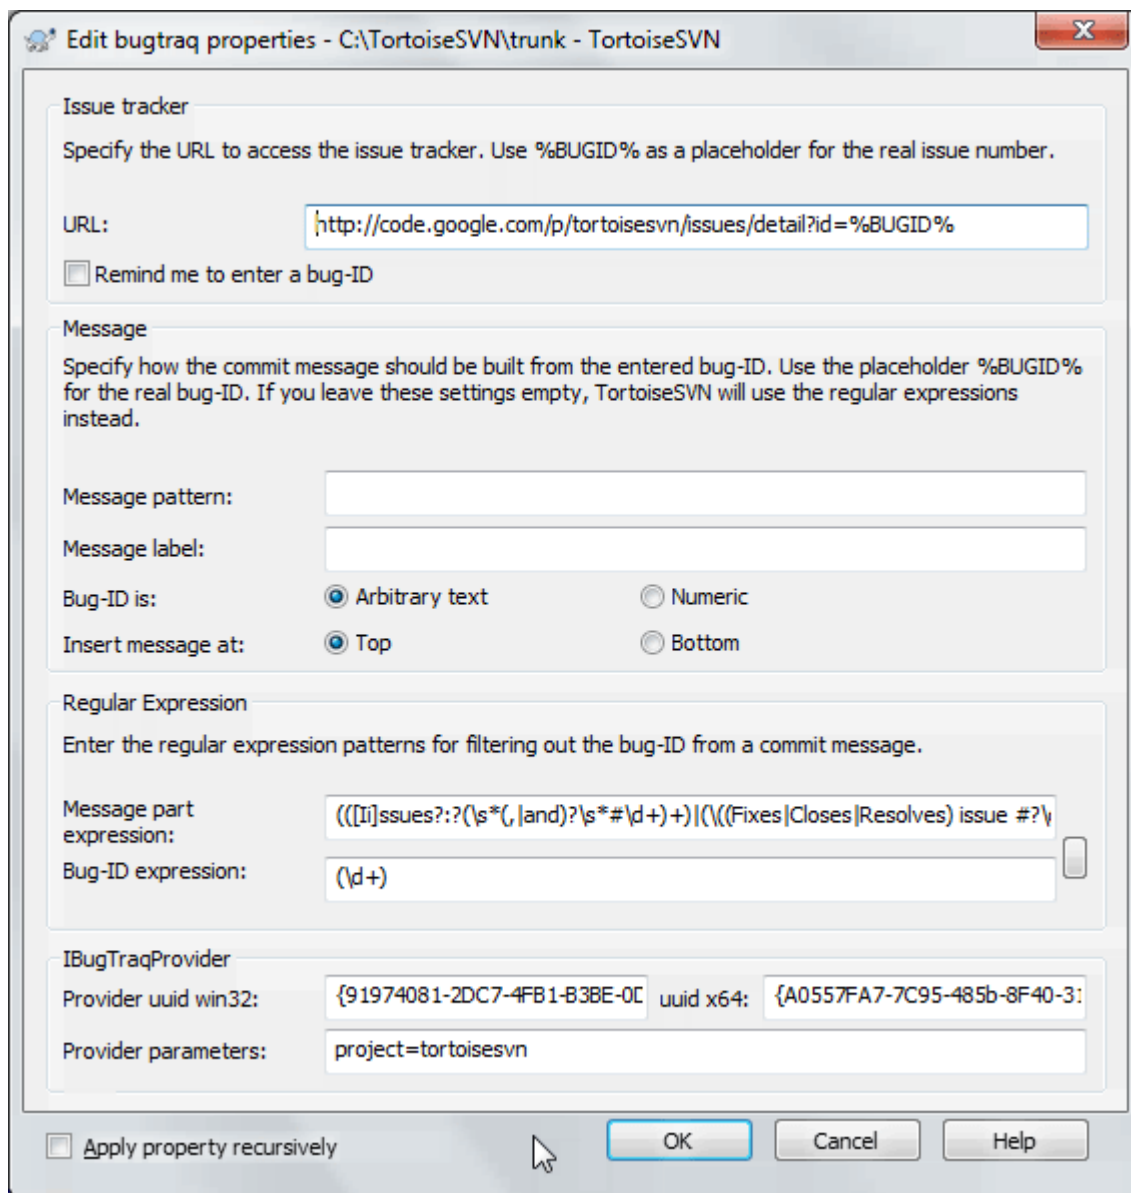 Edit bugtraq properties - C:\TortoiseSVN\trunk - TortoiseSVN
X
Issue tracker
Specify the URL to access the issue tracker. Use %BUGID% as a placeholder for the real issue number.
URL: http://code.google.com/p/tortoisesvn/issues/detail?id=%BUGID%
Remind me to enter a bug-ID
Message
Specify how the commit message should be built from the entered bug-ID. Use the placeholder %BUGID%
for the real bug-ID. If you leave these settings empty, TortoiseSVN will use the regular expressions
instead.
Message pattern:
Message label:
Bug-ID is: Arbitrary text Numeric
Insert message at: Top Bottom
Regular Expression
Enter the regular expression patterns for filtering out the bug-ID from a commit message.
Message part
expression: (([Ii]ssues?:?(\s*(,|and)?\s*#\d+)+)|(\((Fixes|Closes|Resolves) issue #?\
Bug-ID expression: (\d+)
IBugTraqProvider
Provider uuid win32: {91974081-2DC7-4FB1-B3BE-0D uuid x64: {A0557FA7-7C95-485b-8F40-31
Provider parameters: project=tortoisesvn
Apply property recursively OK Cancel Help